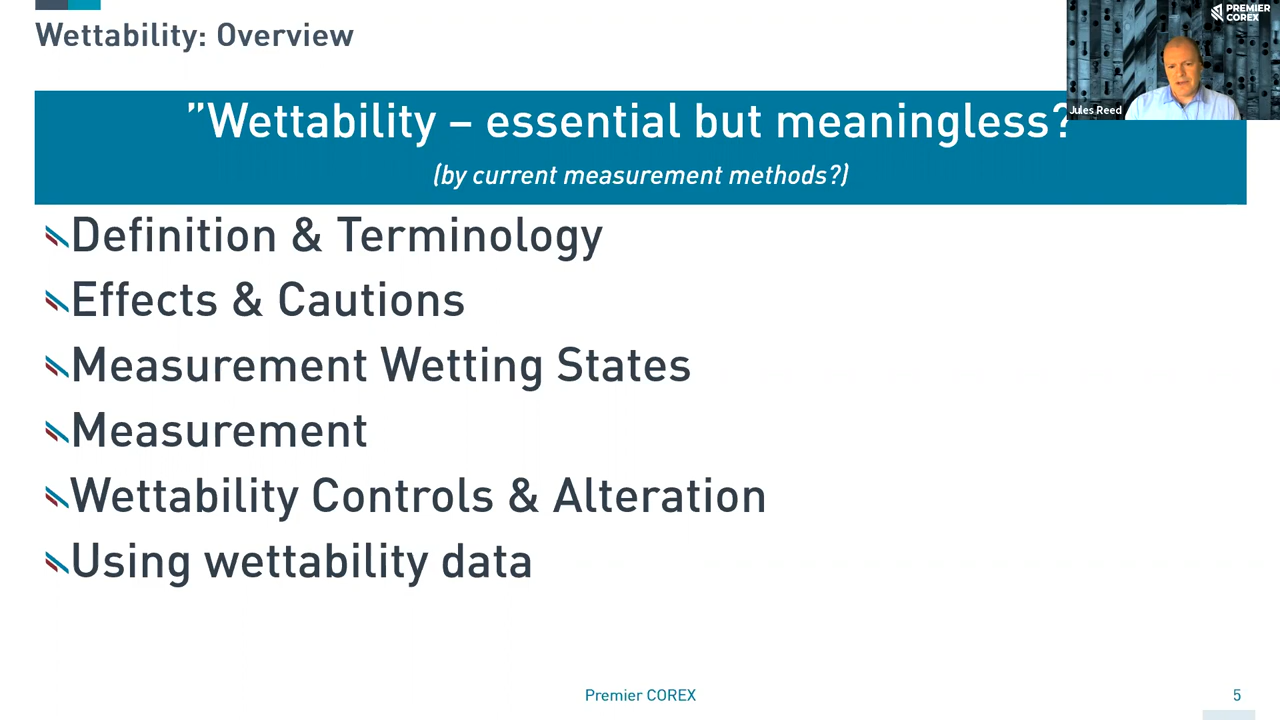 Wettability: Overview
PREMIER
COREX
Jules Reed
”Wettability – essential but meaningless?
(by current measurement methods?)
Definition & Terminology
Effects & Cautions
Measurement Wetting States
Measurement
Wettability Controls & Alteration
Using wettability data
Premier COREX
5